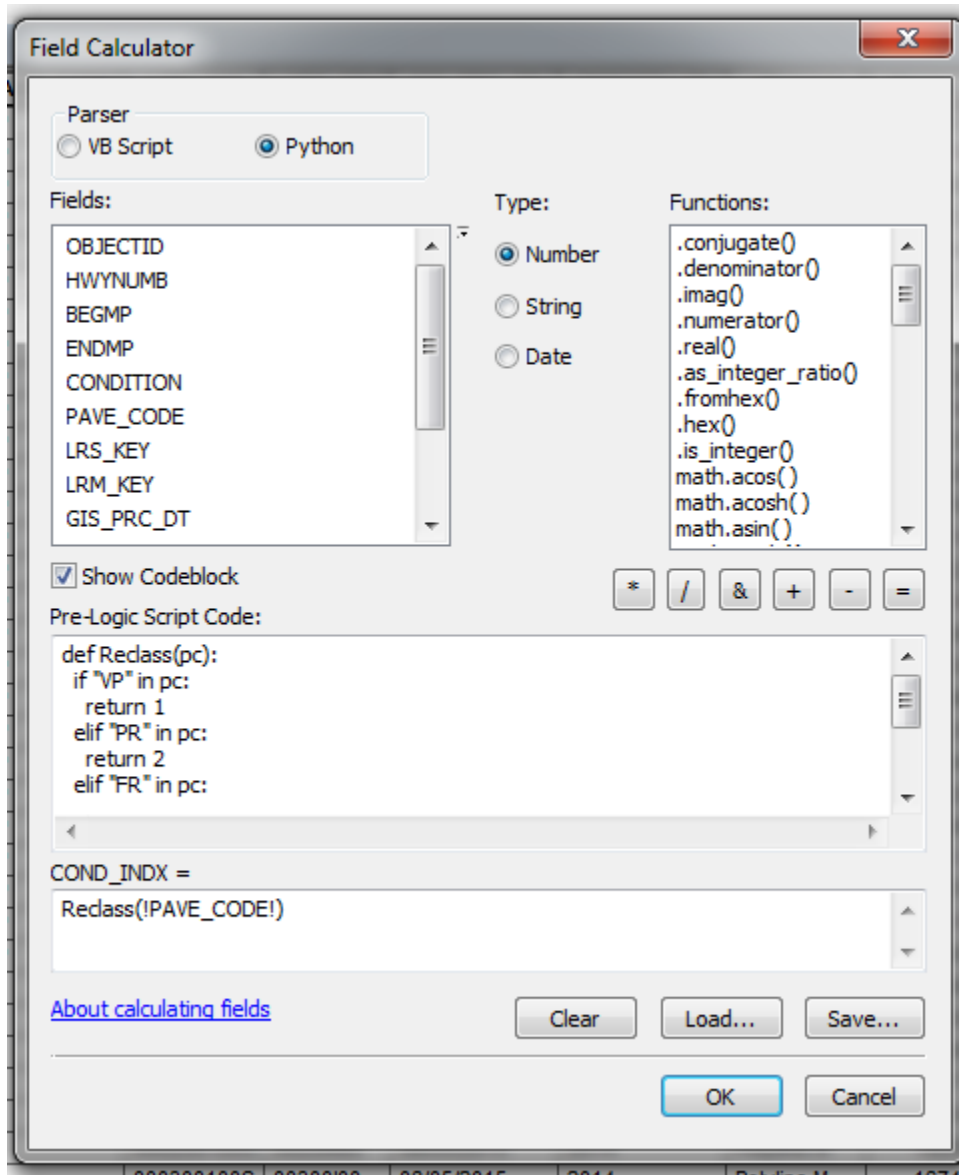 Field Calculator
Parser
VB Script
Python
Fields:
Type:
Functions:
OBJECTID
HWYNUMB
BEGMP
ENDMP
CONDITION
PAVE_CODE
LRS_KEY
LRM_KEY
GIS_PRC_DT
Number
String
Date
.conjugate()
.denominator()
.imag()
.numerator()
.real()
.as_integer_ratio()
.fromhex()
.hex()
.is_integer()
math.acos( )
math.acosh( )
math.asin( )
Show Codeblock
* / & + - =
Pre-Logic Script Code:
def Reclass(pc):
if "VP" in pc:
return 1
elif "PR" in pc:
return 2
elif "FR" in pc:
COND_INDX =
Reclass(!PAVE_CODE!)
About calculating fields
Clear
Load...
Save...
OK
Cancel